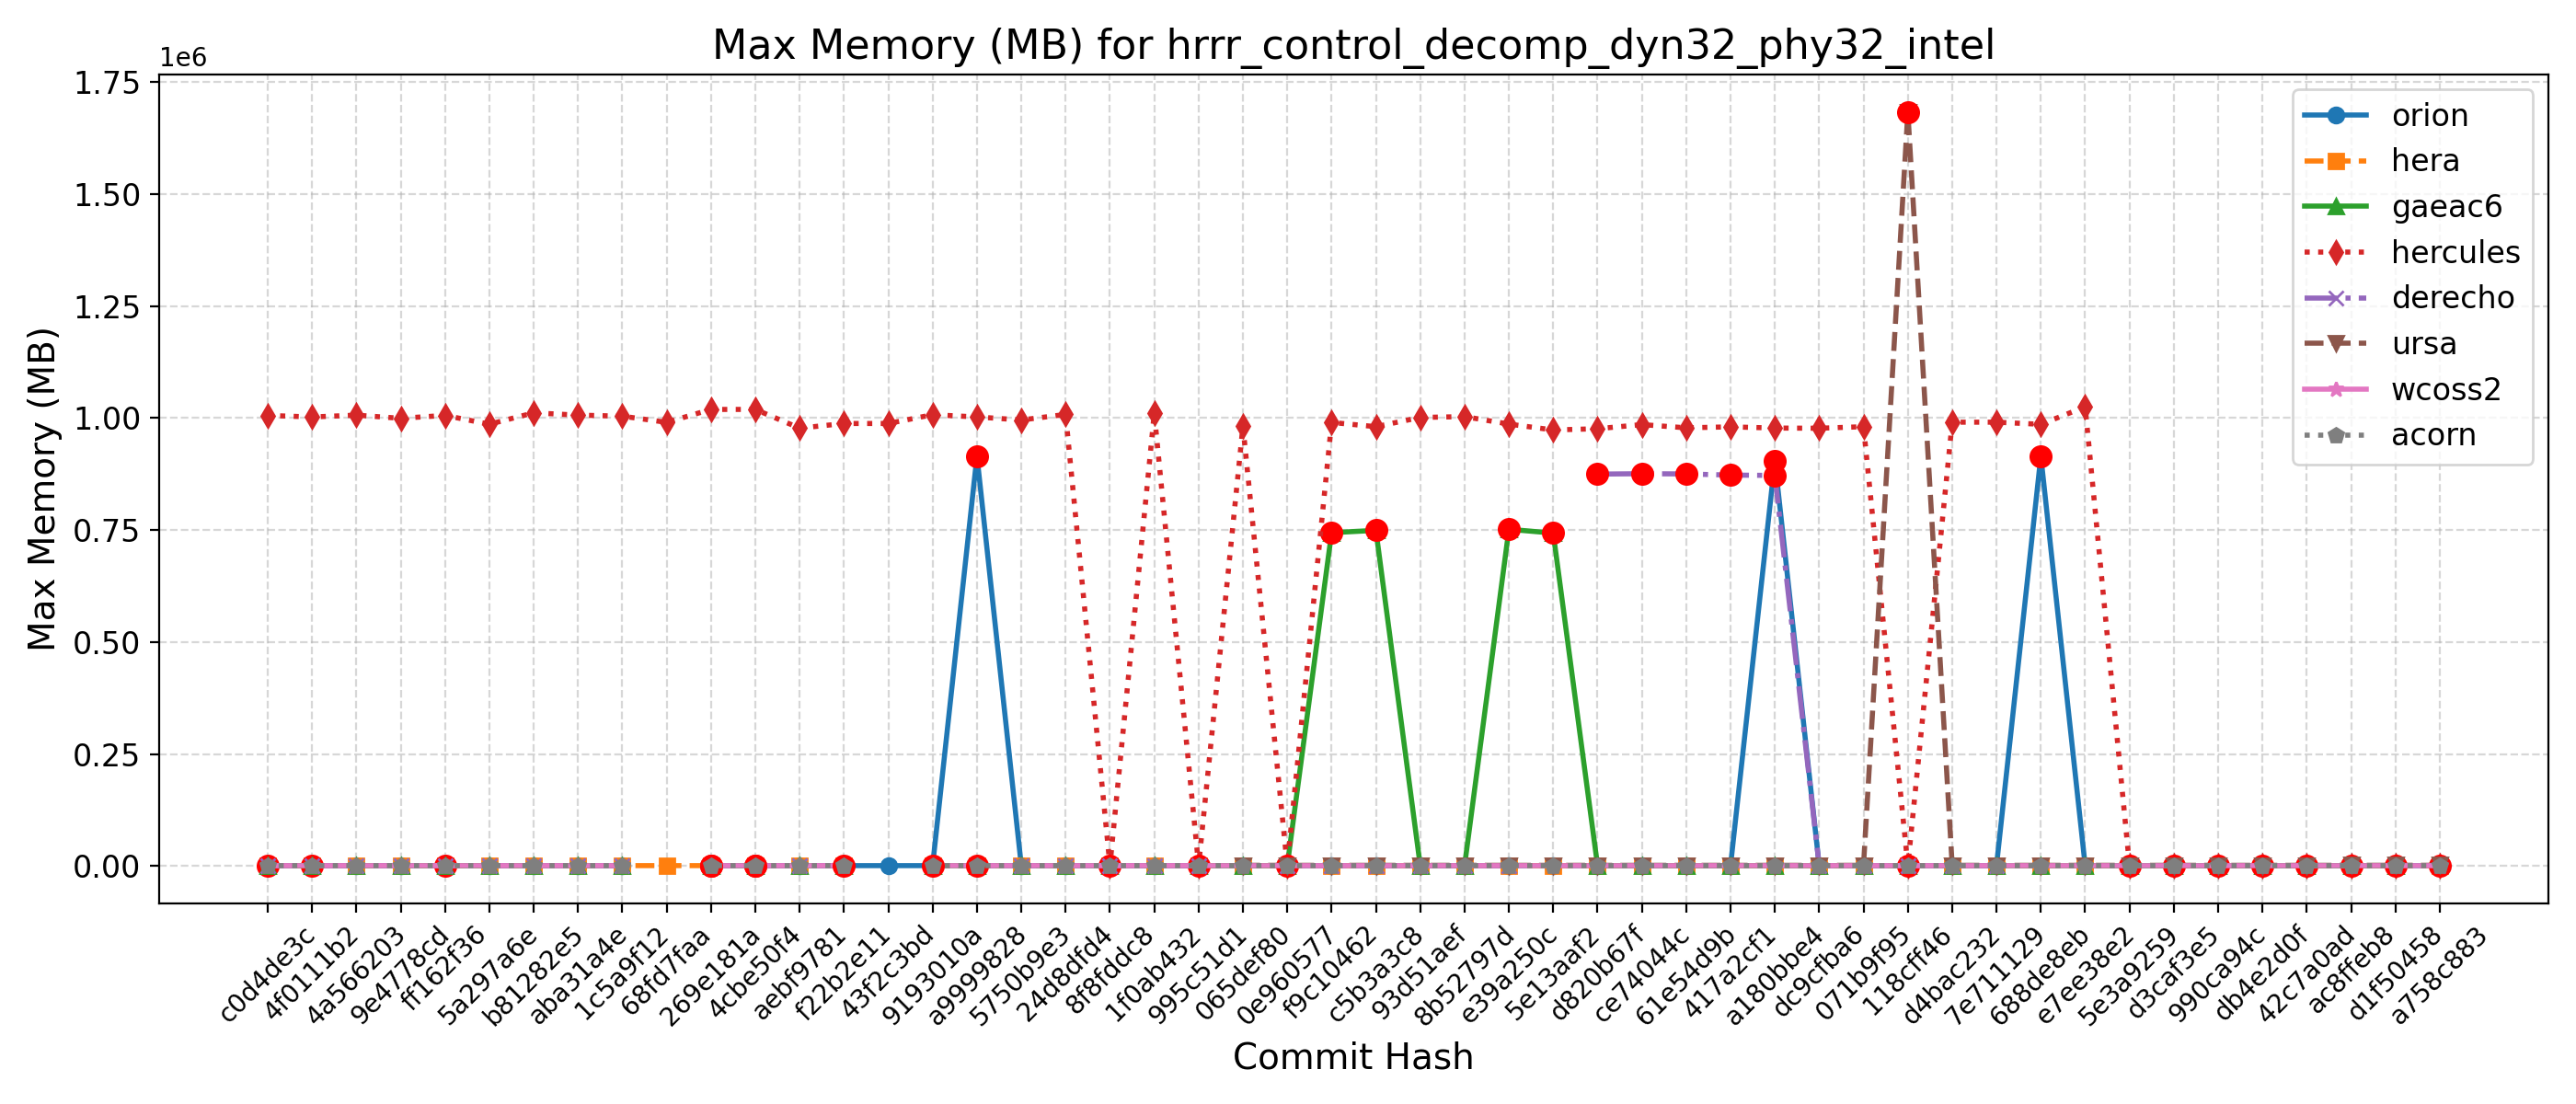 Max Memory (MB) for hrrr_control_decomp_dyn32_phy32_intel
1e6
1.75
1.50
1.25
1.00
0.75
0.50
0.25
0.00
Max Memory (MB)
orion
hera
gaeac6
hercules
derecho
ursa
wcoss2
acorn
c0d4de3c
4f0111b2
4a566203
9e4778cd
ff162f36
5a297a6e
b81282e5
aba31a4e
1c5a9f12
68fd7faa
269e181a
4cbe50f4
aebf9781
f22b2e11
43f2c3bd
9193010a
a9999828
5750b9e3
24d8dfd4
8f8fddc8
1f0ab432
995c51d1
065def80
0e960577
f9c10462
c5b3a3c8
93d51aef
8b52797d
e39a250c
5e13aaf2
d820b67f
ce74044c
61e54d9b
417a2cf1
a180bbe4
dc9cfba6
071b9f95
118cff46
d4bac232
7e711129
688de8eb
e7ee38e2
5e3a9259
d3caf3e5
990ca94c
db4e2d0f
42c7a0ad
ac8ffeb8
d1f50458
a758c883
Commit Hash